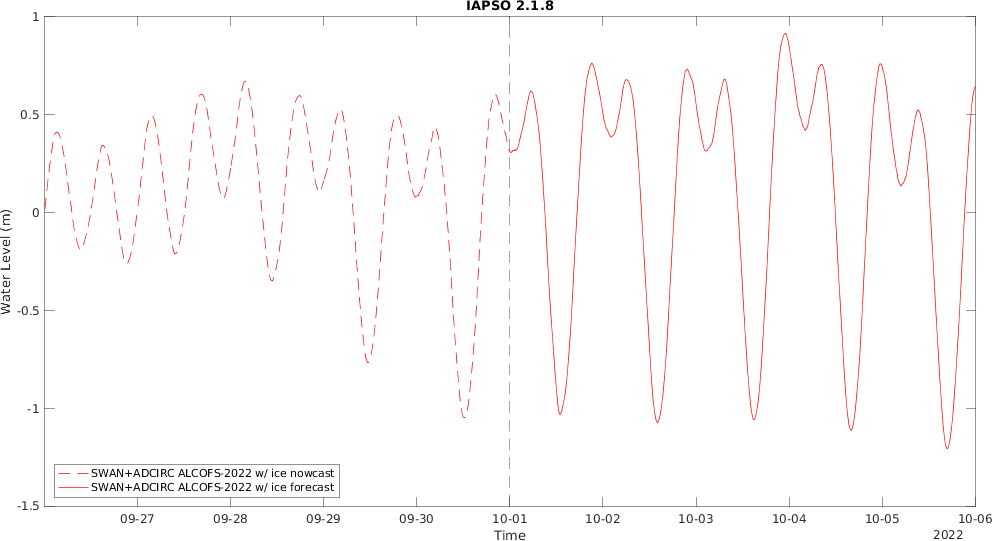 IAPSO 2.1.8
1
0.5
0
-0.5
-1
-1.5
Water Level (m)
SWAN+ADCIRC ALCOFS-2022 w/ ice nowcast
SWAN+ADCIRC ALCOFS-2022 w/ ice forecast
09-27 09-28 09-29 09-30 10-01 10-02 10-03 10-04 10-05 10-06
Time
2022